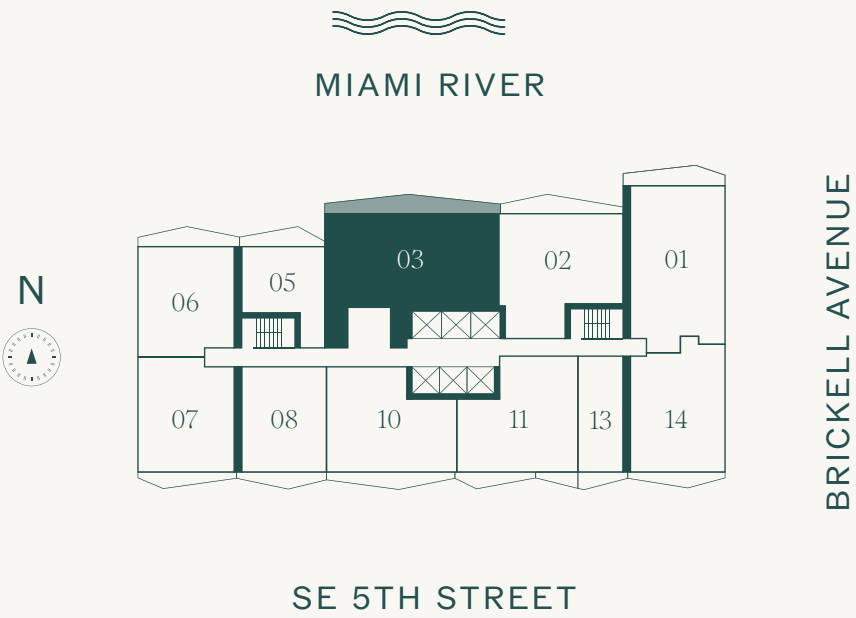 MIAMI RIVER
01
03
02
05
06
N
BRICKELL AVENUE
07
08
10
11
13
14
SE 5TH STREET